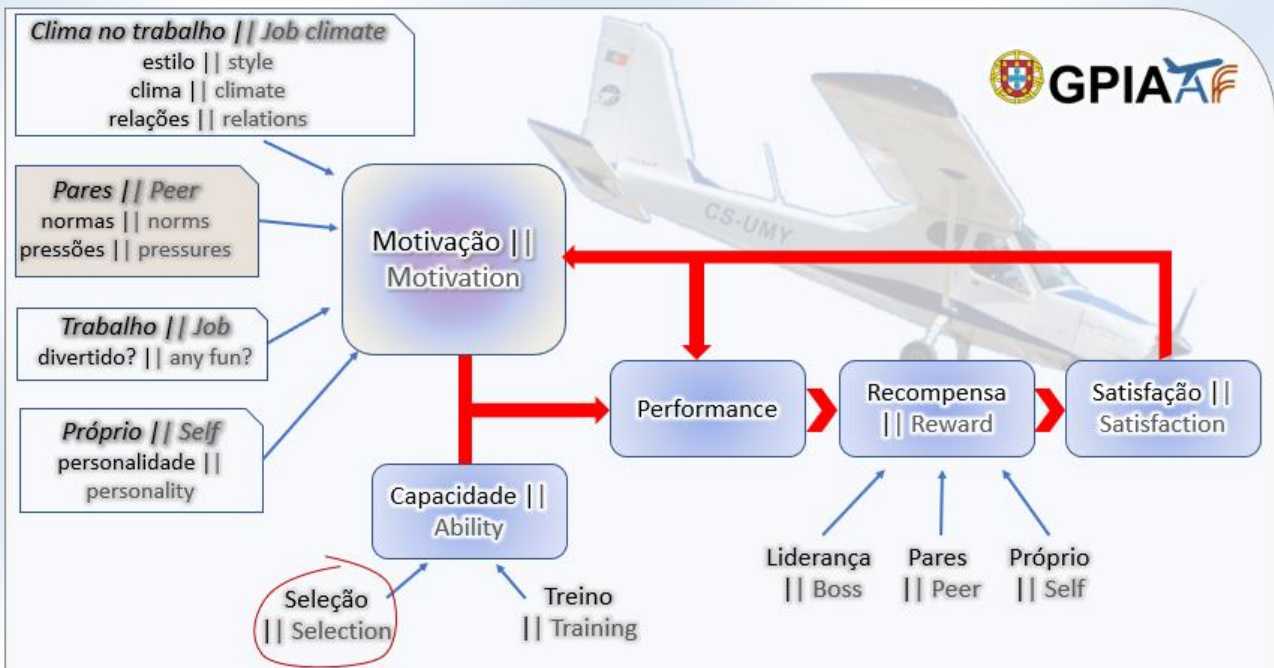 Clima no trabalho || Job climate
estilo || style
clima || climate
relações || relations
GPIAAF
Pares || Peer
normas || norms
pressões || pressures
CS-UMY
Motivação ||
Motivation
Trabalho || Job
divertido? || any fun?
Próprio || Self
personalidade ||
personality
Performance
Recompensa
|| Reward
Satisfação ||
Satisfaction
Capacidade ||
Ability
Seleção
|| Selection
Treino
|| Training
Liderança
|| Boss
Pares
|| Peer
Próprio
|| Self